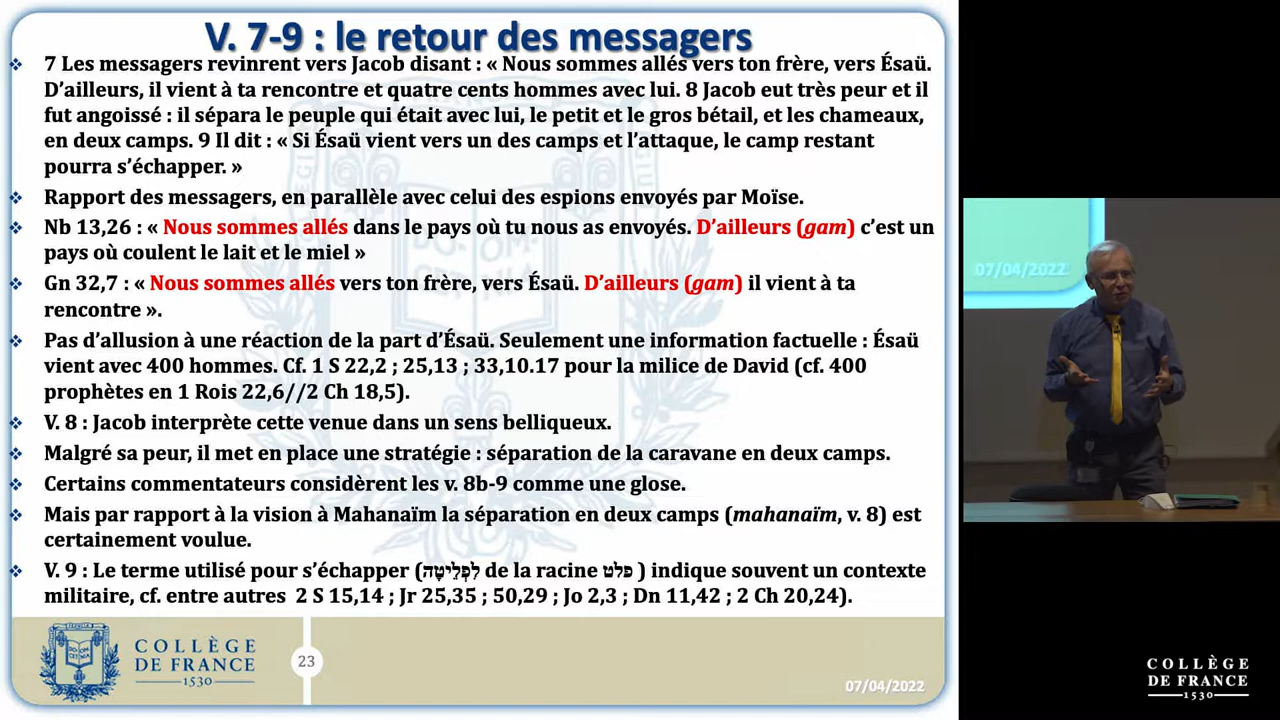 V. 7-9 : le retour des messagers
7 Les messagers revinrent vers Jacob disant : « Nous sommes allés vers ton frère, vers Ésaü.
D’ailleurs, il vient à ta rencontre et quatre cents hommes avec lui. 8 Jacob eut très peur et il
fut angoissé : il sépara le peuple qui était avec lui, le petit et le gros bétail, et les chameaux,
en deux camps. 9 Il dit : « Si Ésaü vient vers un des camps et l’attaque, le camp restant
pourra s’échapper. »
Rapport des messagers, en parallèle avec celui des espions envoyés par Moïse.
Nb 13,26 : « Nous sommes allés dans le pays où tu nous as envoyés. D’ailleurs (gam) c’est un
pays où coulent le lait et le miel »
Gn 32,7 : « Nous sommes allés vers ton frère, vers Ésaü. D’ailleurs (gam) il vient à ta
rencontre ».
Pas d’allusion à une réaction de la part d’Ésaü. Seulement une information factuelle : Ésaü
vient avec 400 hommes. Cf. 1 S 22,2 ; 25,13 ; 33,10.17 pour la milice de David (cf. 400
prophètes en 1 Rois 22,6//2 Ch 18,5).
V. 8 : Jacob interprète cette venue dans un sens belliqueux.
Malgré sa peur, il met en place une stratégie : séparation de la caravane en deux camps.
Certains commentateurs considèrent les v. 8b-9 comme une glose.
Mais par rapport à la vision à Mahanaïm la séparation en deux camps (mahanaïm, v. 8) est
certainement voulue.
V. 9 : Le terme utilisé pour s’échapper (לִפְלֵיטָה de la racine פלט ) indique souvent un contexte
militaire, cf. entre autres 2 S 15,14 ; Jr 25,35 ; 50,29 ; Jo 2,3 ; Dn 11,42 ; 2 Ch 20,24).
COLLÈGE
DE FRANCE
1530
23
07/04/2022
07/04/2022
COLLÈGE
DE FRANCE
1530